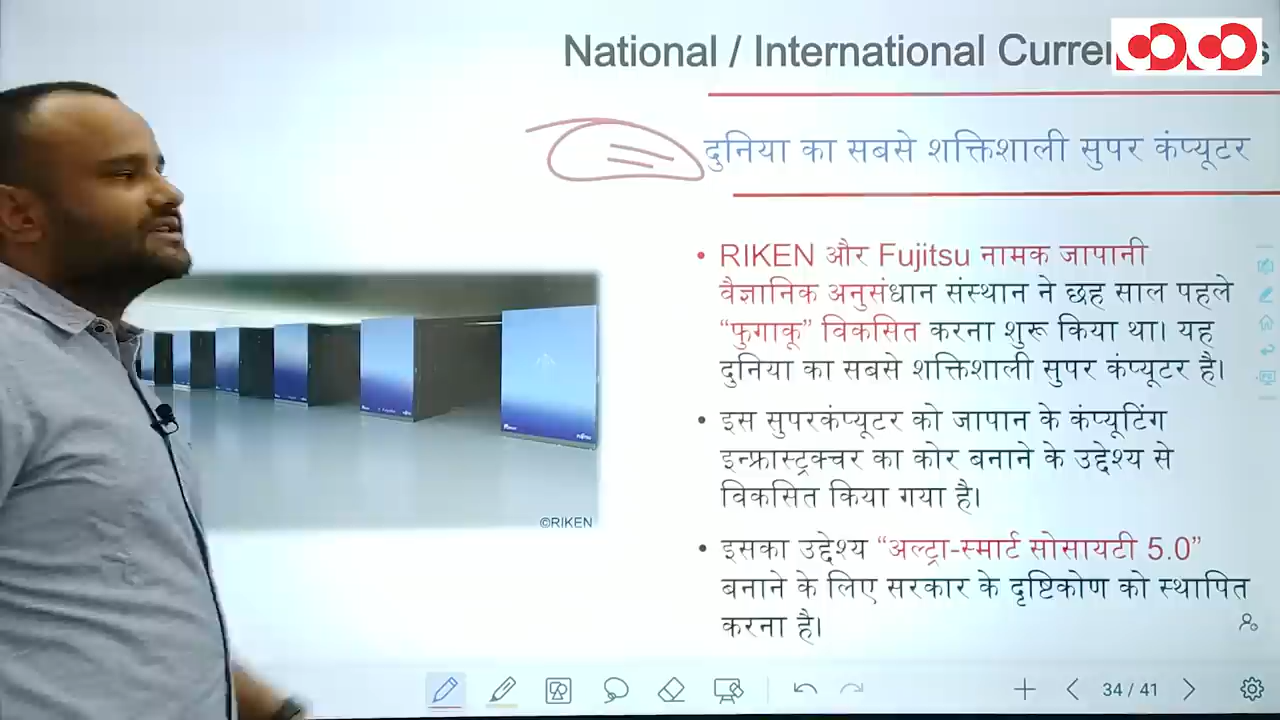 National / International Curre
दुनिया का सबसे शक्तिशाली सुपर कंप्यूटर
• RIKEN और Fujitsu नामक जापानी
वैज्ञानिक अनुसंधान संस्थान ने छह साल पहले
“फुगाकू” विकसित करना शुरू किया था। यह
दुनिया का सबसे शक्तिशाली सुपर कंप्यूटर है।
• इस सुपरकंप्यूटर को जापान के कंप्यूटिंग
इन्फ्रास्ट्रक्चर का कोर बनाने के उद्देश्य से
विकसित किया गया है।
• इसका उद्देश्य “अल्ट्रा-स्मार्ट सोसायटी 5.0”
बनाने के लिए सरकार के दृष्टिकोण को स्थापित
करना है।
©RIKEN
34 / 41